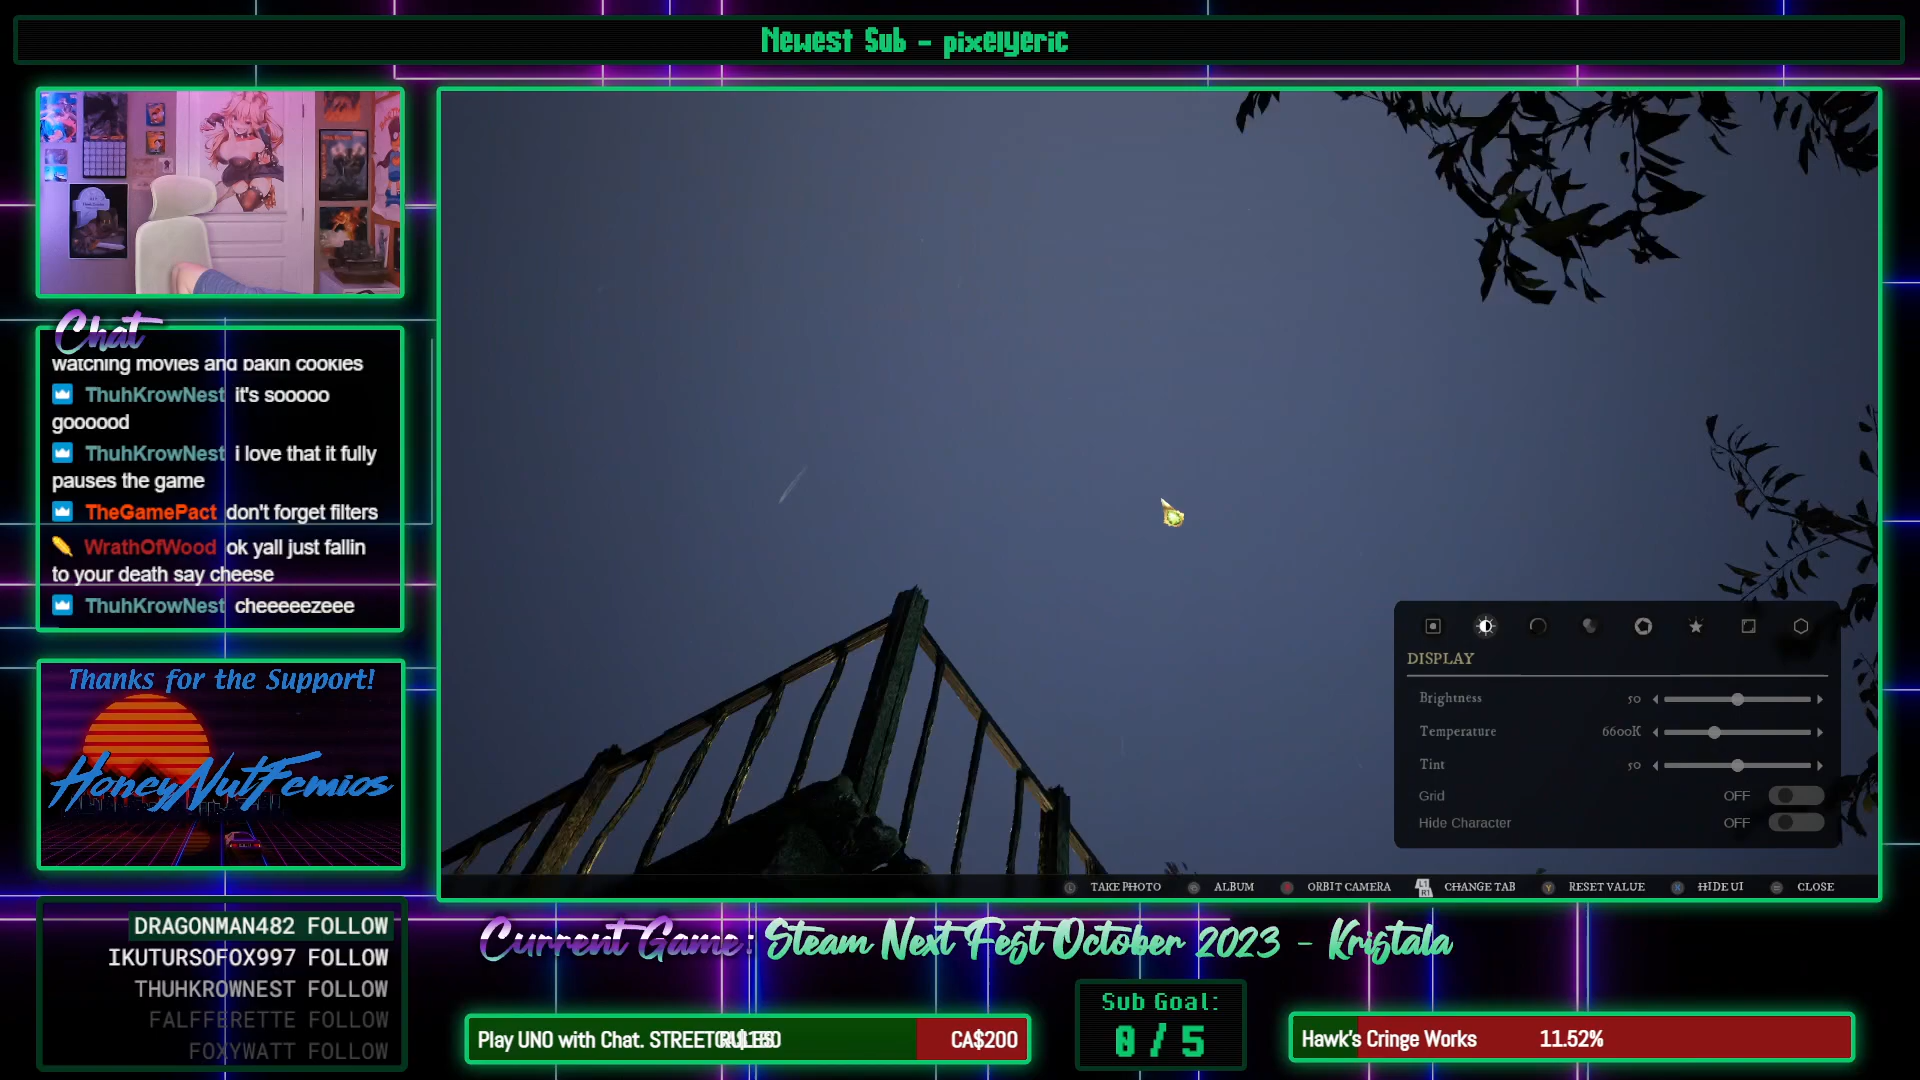 Newest Sub - pixelyeric
Chat
watching movies and bakin cookies
ThuhKrowNest it's sooooo
goooood
ThuhKrowNest i love that it fully
pauses the game
TheGamePact don't forget filters
WrathOfWood ok yall just fallin
to your death say cheese
ThuhKrowNest cheeeeezeee
Thanks for the Support!
HoneyNutFemios
DRAGONMAN482 FOLLOW
IKUTURSOFOX997 FOLLOW
THUHKROWNEST FOLLOW
FALFFERETTE FOLLOW
FOXYWATT FOLLOW
DISPLAY
Brightness 50
Temperature 6600K
Tint 50
Grid OFF
Hide Character OFF
TAKE PHOTO ALBUM ORBIT CAMERA L1 R1 CHANGE TAB Y RESET VALUE X HIDE UI CLOSE
Current Game: Steam Next Fest October 2023 - Kristala
Play UNO with Chat. STREET CA$200
Sub Goal:
0 / 5
Hawk's Cringe Works 11.52%